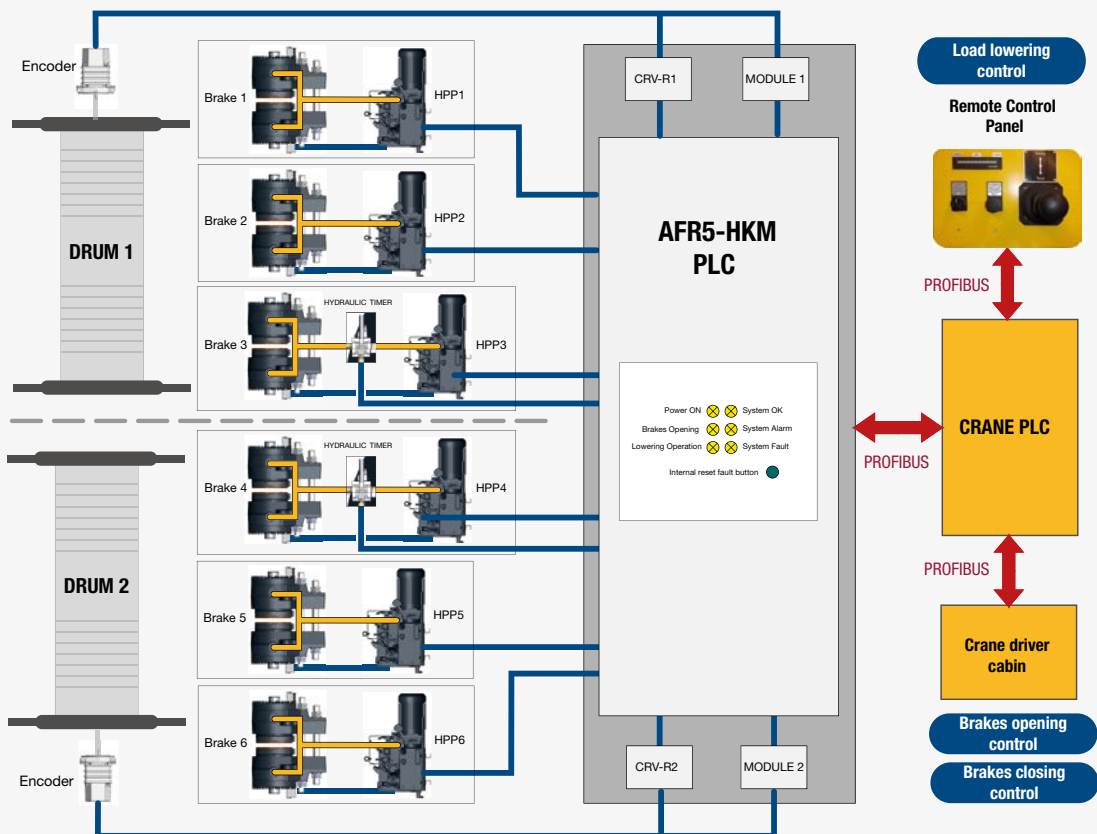 Encoder
DRUM 1
Brake 1
HPP1
Brake 2
HPP2
HYDRAULIC TIMER
Brake 3
HPP3
HYDRAULIC TIMER
Brake 4
HPP4
DRUM 2
Brake 5
HPP5
Brake 6
HPP6
Encoder
CRV-R1
MODULE 1
AFR5-HKM
PLC
Power ON
System OK
Brakes Opening
System Alarm
Lowering Operation
System Fault
Internal reset fault button
CRV-R2
MODULE 2
PROFIBUS
Load lowering
control
Remote Control
Panel
PROFIBUS
CRANE PLC
PROFIBUS
Crane driver
cabin
Brakes opening
control
Brakes closing
control